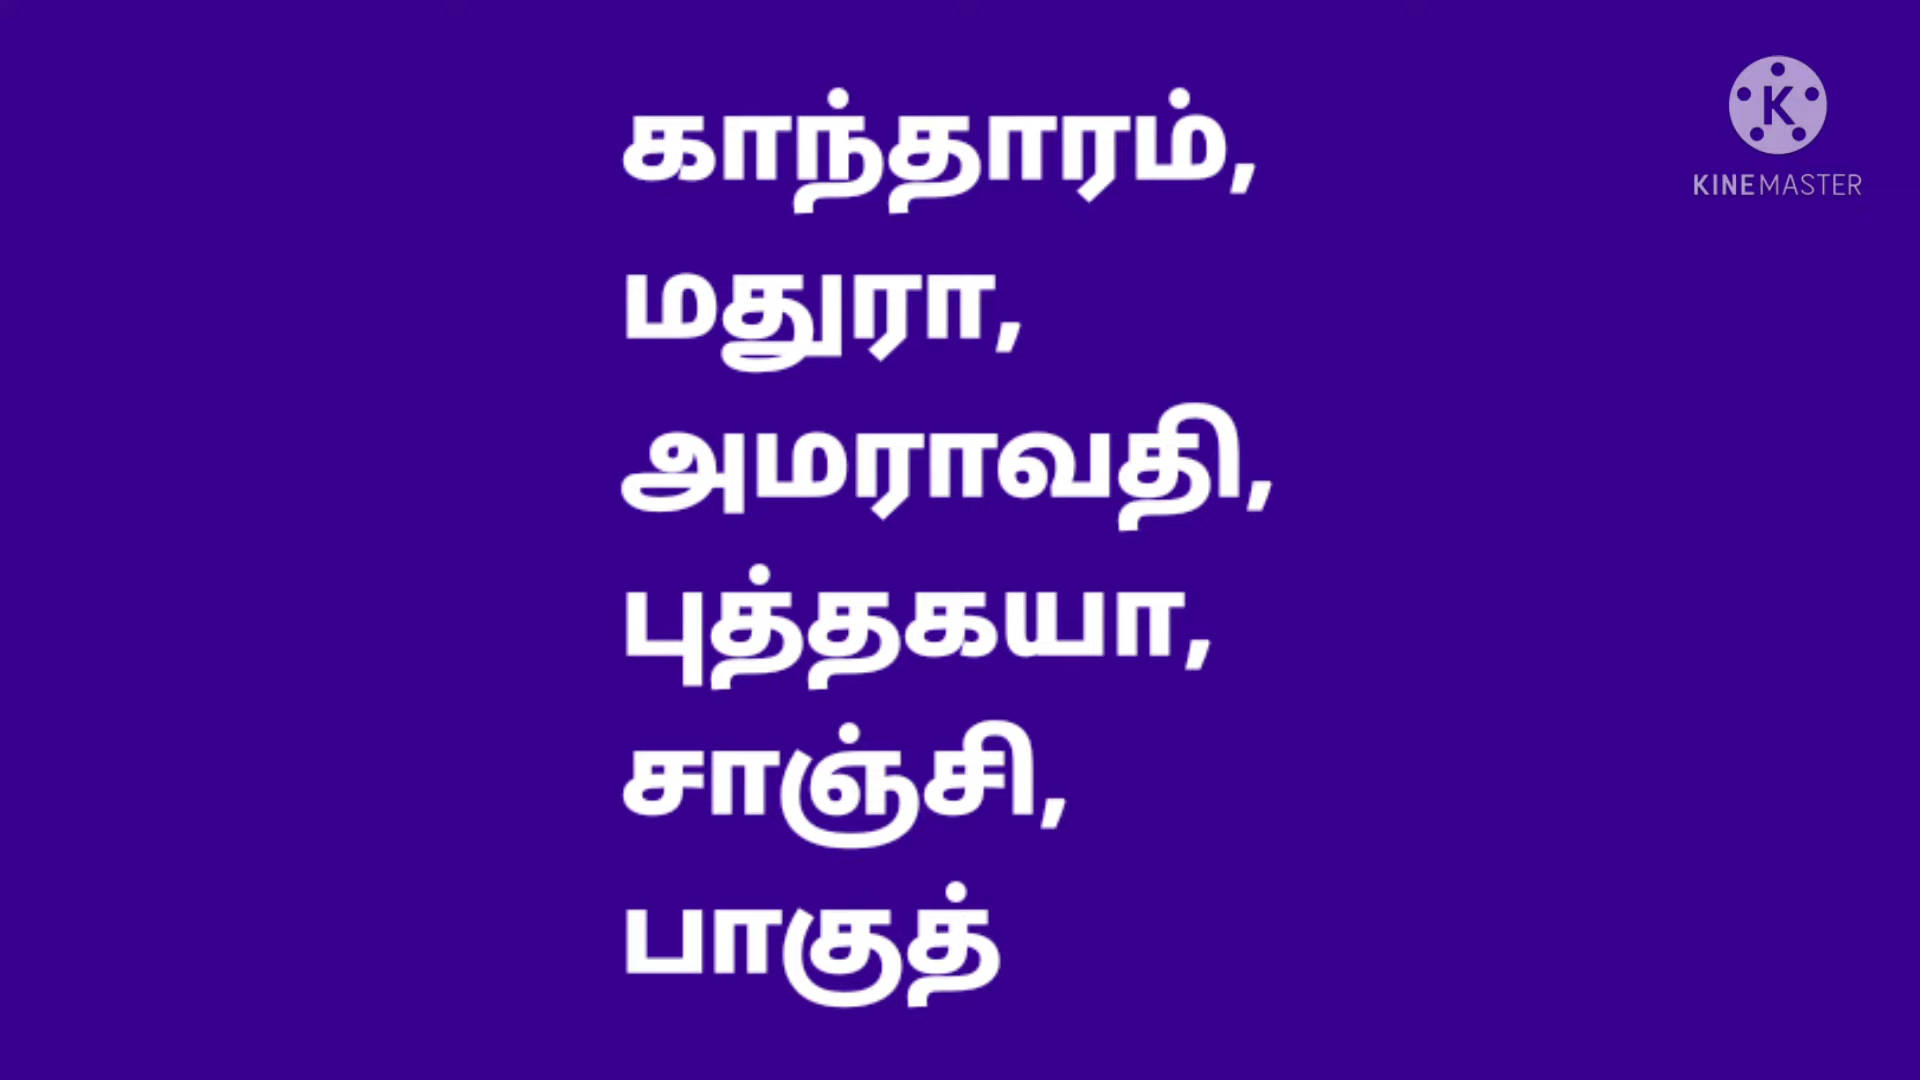 காந்தாரம்,
மதுரா,
அமராவதி,
புத்தகயா,
சாஞ்சி,
பாகுத்
K
KINEMASTER